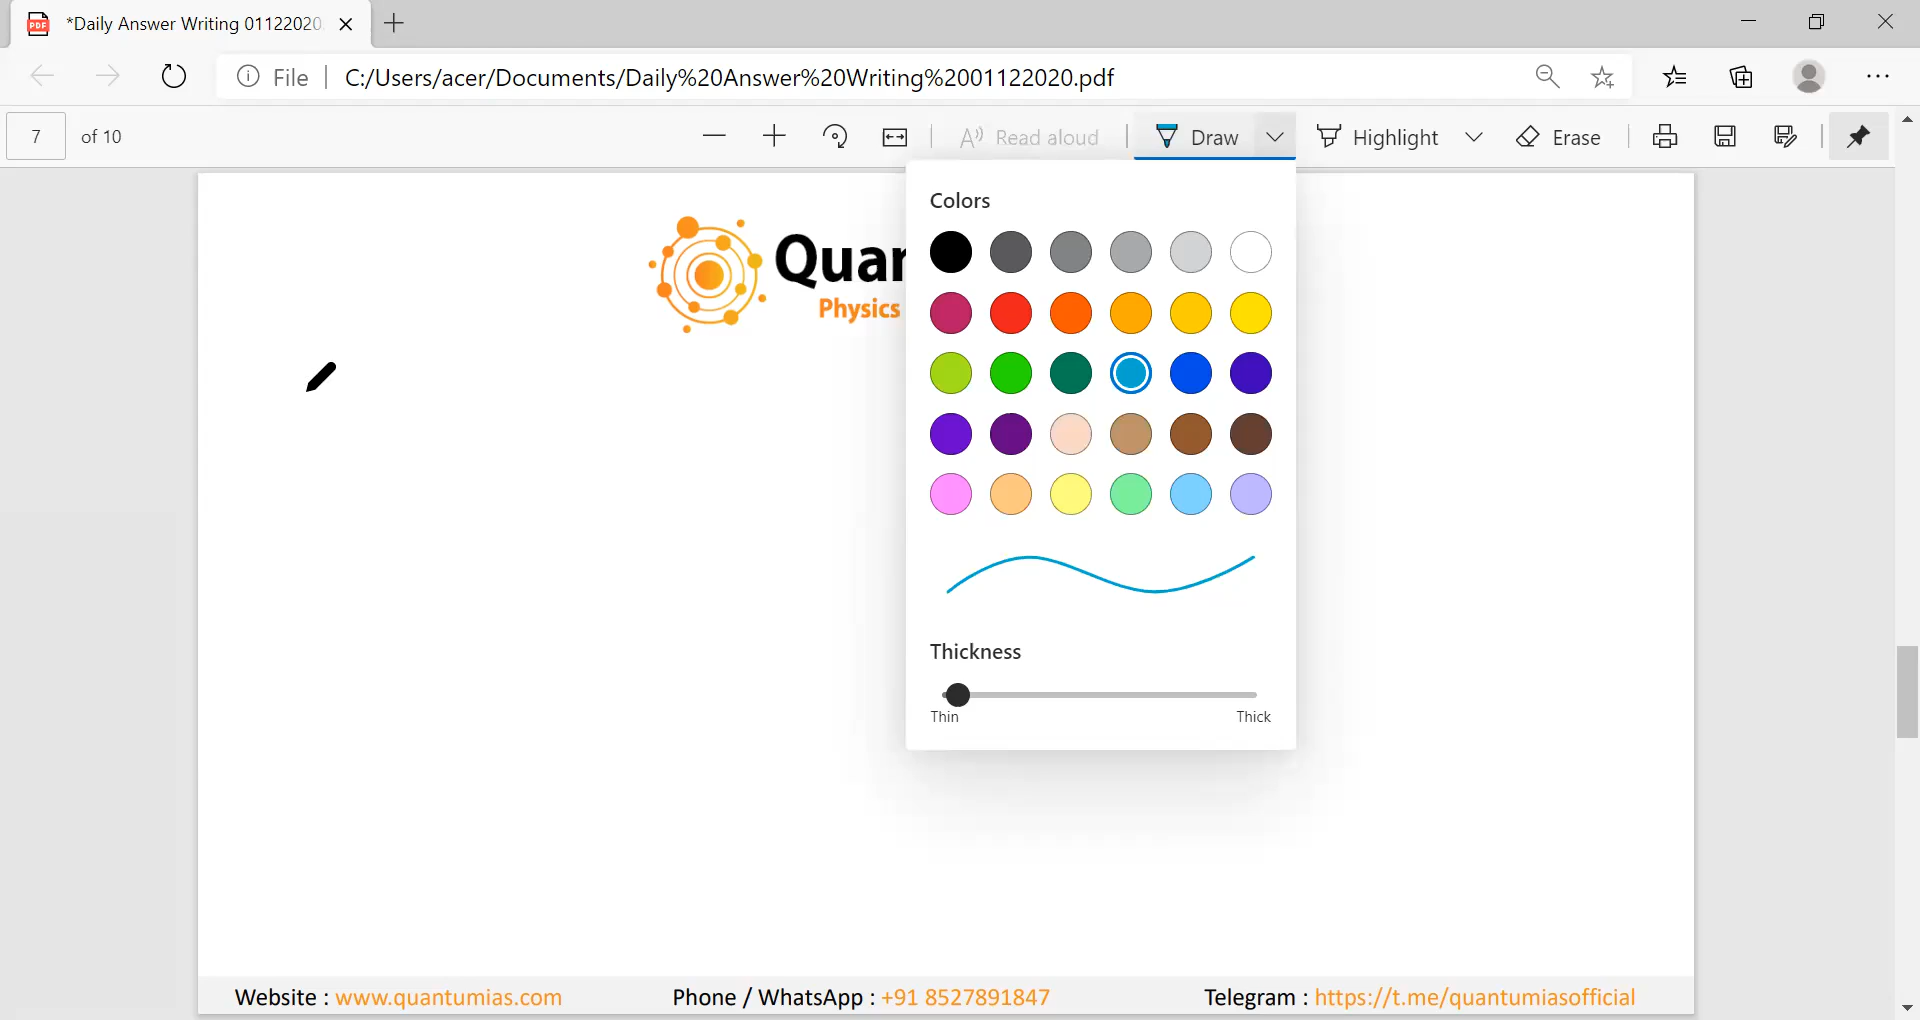 PDF
*Daily Answer Writing 01122020.
File
C:/Users/acer/Documents/Daily%20Answer%20Writing%2001122020.pdf
7 of 10
Read aloud
Draw
Highlight
Erase
Colors
Physics
Thickness
Thin
Thick
Website : www.quantumias.com
Phone / WhatsApp : +91 8527891847
Telegram : https://t.me/quantumiasofficial